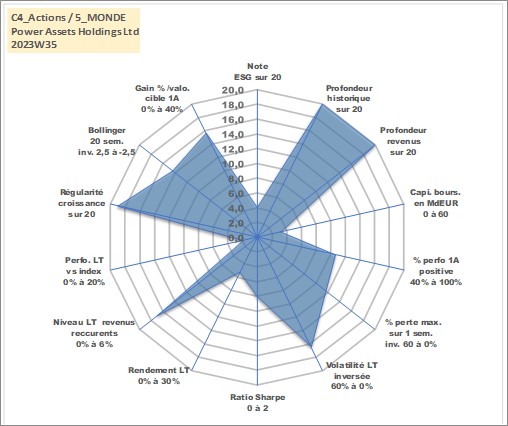 C4_Actions / 5_MONDE
Power Assets Holdings Ltd
2023W35
Note
ESG sur 20
Profondeur
historique
sur 20
Profondeur
revenus
sur 20
Capi. bours.
en MdEUR
0 à 60
% perfo 1A
positive
40% à 100%
% perte max.
sur 1 sem.
inv. 60 à 0%
Volatilité LT
inversée
60% à 0%
Ratio Sharpe
0 à 2
Rendement LT
0% à 30%
Niveau LT revenus
reccurents
0% à 6%
Perfo. LT
vs index
0% à 20%
Régularité
croissance
sur 20
Bollinger
20 sem.
inv. 2,5 à -2,5
Gain % /valo.
cible 1A
0% à 40%
20,0
18,0
16,0
14,0
12,0
10,0
8,0
6,0
4,0
2,0
0,0